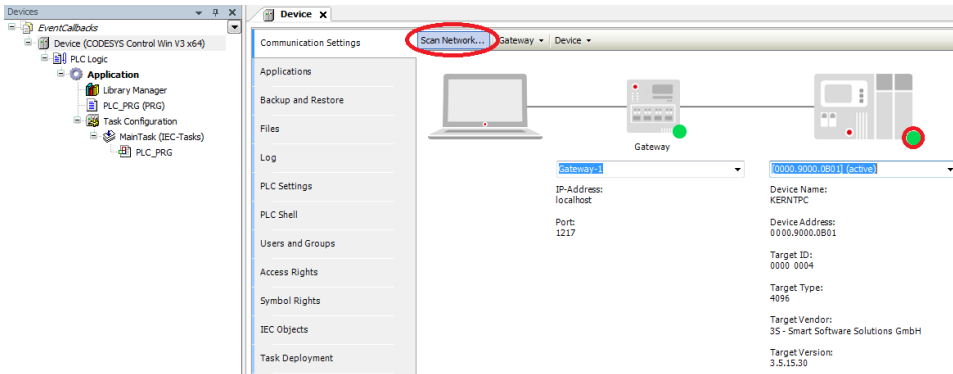 Devices
EventCallbacks
Device (CODESYS Control Win V3 x64)
PLC Logic
Application
Library Manager
PLC_PRG (PRG)
Task Configuration
MainTask (IEC-Tasks)
PLC_PRG
Device
Communication Settings
Applications
Backup and Restore
Files
Log
PLC Settings
PLC Shell
Users and Groups
Access Rights
Symbol Rights
IEC Objects
Task Deployment
Scan Network... Gateway Device
Gateway
Gateway-1
IP-Address:
localhost
Port:
1217
[0000.9000.0B01] (active)
Device Name:
KERNTPC
Device Address:
0000.9000.0B01
Target ID:
0000 0004
Target Type:
4096
Target Vendor:
3S - Smart Software Solutions GmbH
Target Version:
3.5.15.30